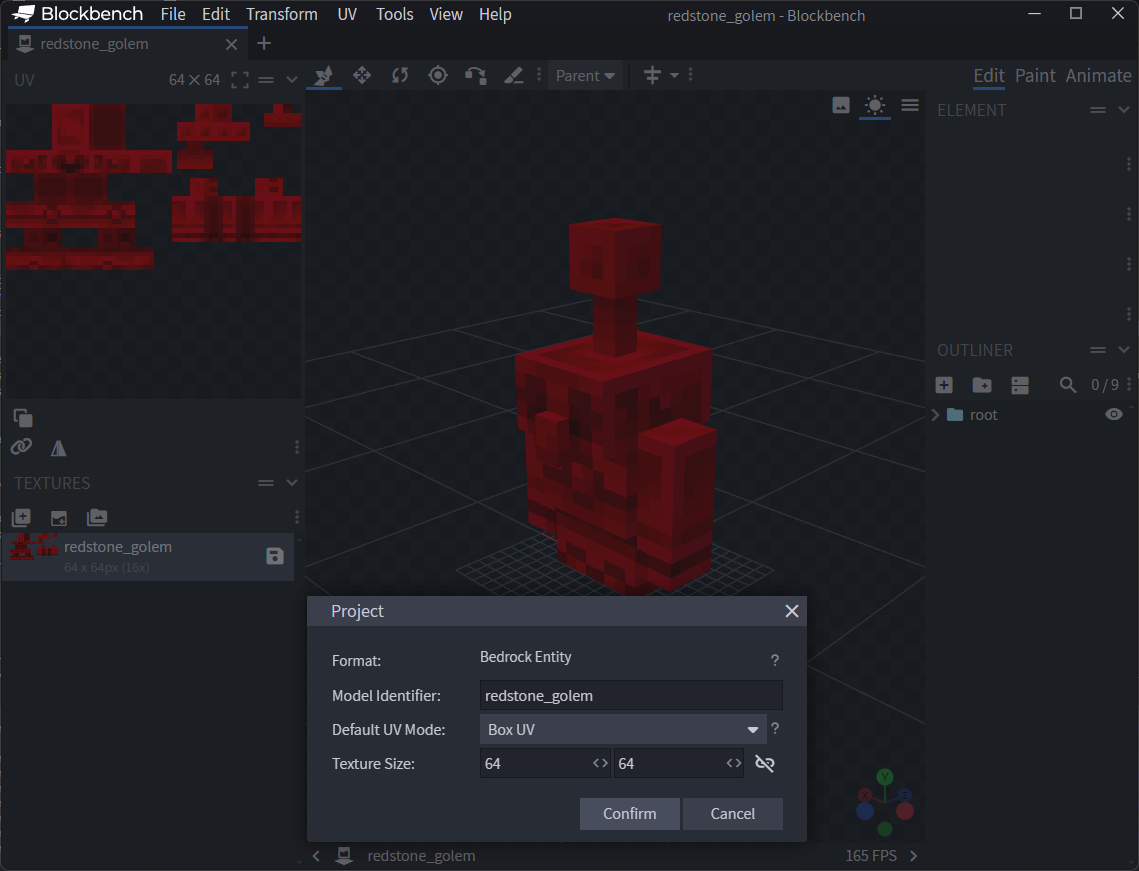 Blockbench File Edit Transform UV Tools View Help redstone_golem - Blockbench
redstone_golem
UV 64×64
Parent
Edit Paint Animate
ELEMENT
OUTLINER
0 / 9
root
TEXTURES
redstone_golem
64 x 64px (16x)
Y
X
Z
Project
Format: Bedrock Entity ?
Model Identifier: redstone_golem
Default UV Mode: Box UV ?
Texture Size: 64 64
Confirm Cancel
redstone_golem 165 FPS